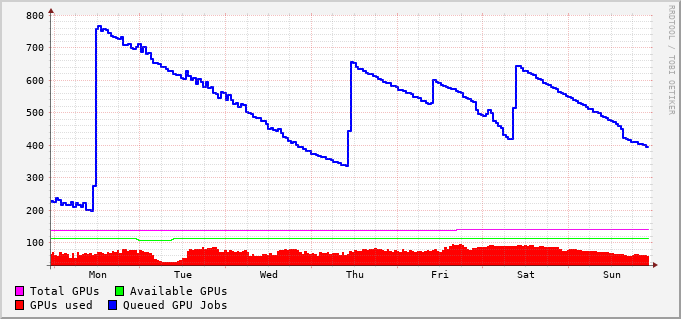 800
700
600
500
400
300
200
100
Mon Tue Wed Thu Fri Sat Sun
Total GPUs Available GPUs
GPUs used Queued GPU Jobs
RRDTOOL / TOBI OETIKER